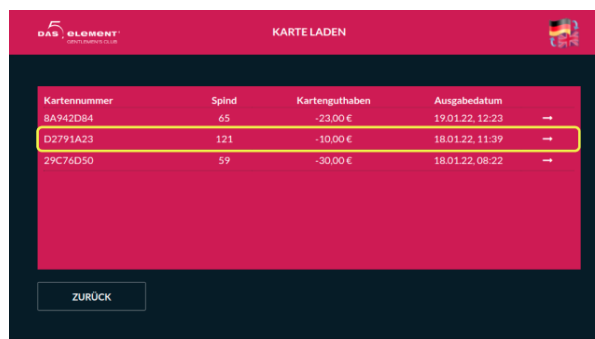 DAS 5. ELEMENT KARTE LADEN
GENTLEMEN'S CLUB
Kartennummer Spind Kartenguthaben Ausgabedatum
8A942D84 65 -23,00 € 19.01.22, 12:23 →
D2791A23 121 -10,00 € 18.01.22, 11:39 →
29C76D50 59 -30,00 € 18.01.22, 08:22 →
ZURÜCK